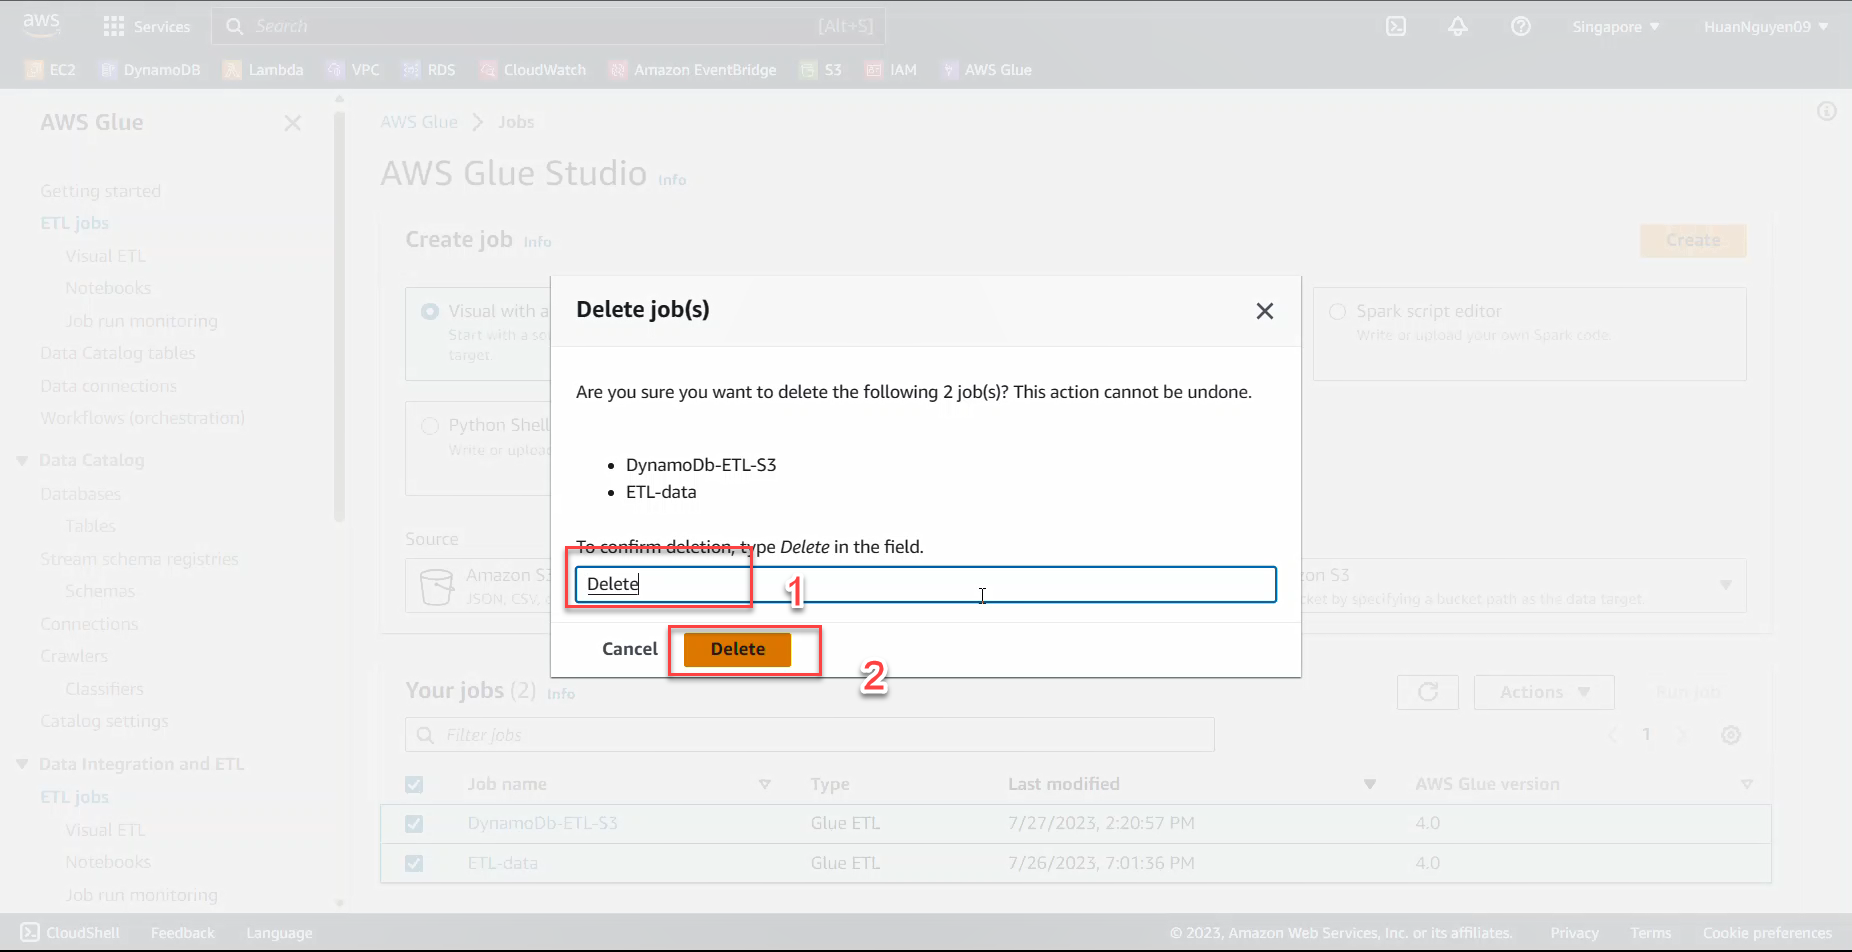 aws
Services
Search
[Alt+S]
Singapore
HuanNguyen09
EC2
DynamoDB
Lambda
VPC
RDS
CloudWatch
Amazon EventBridge
S3
IAM
AWS Glue
AWS Glue
Getting started
ETL jobs
Visual ETL
Notebooks
Job run monitoring
Data Catalog tables
Data connections
Workflows (orchestration)
Data Catalog
Databases
Tables
Stream schema registries
Schemas
Connections
Crawlers
Classifiers
Catalog settings
Data Integration and ETL
ETL jobs
Visual ETL
Notebooks
Job run monitoring
AWS Glue
Jobs
AWS Glue Studio Info
Create job Info
Create
Visual with a
Start with a so
target.
Spark script editor
Write or upload your own Spark code.
Python Shell
Write or uploa
Source
Amazon S3
JSON, CSV,
zon S3
ket by specifying a bucket path as the data target.
Delete job(s)
Are you sure you want to delete the following 2 job(s)? This action cannot be undone.
• DynamoDb-ETL-S3
• ETL-data
To confirm deletion, type Delete in the field.
Delete
1
Cancel
Delete
2
Your jobs (2) Info
Actions
Run job
Filter jobs
1
Job name
Type
Last modified
AWS Glue version
DynamoDb-ETL-S3
Glue ETL
7/27/2023, 2:20:57 PM
4.0
ETL-data
Glue ETL
7/26/2023, 7:01:36 PM
4.0
CloudShell
Feedback
Language
© 2023, Amazon Web Services, Inc. or its affiliates.
Privacy
Terms
Cookie preferences